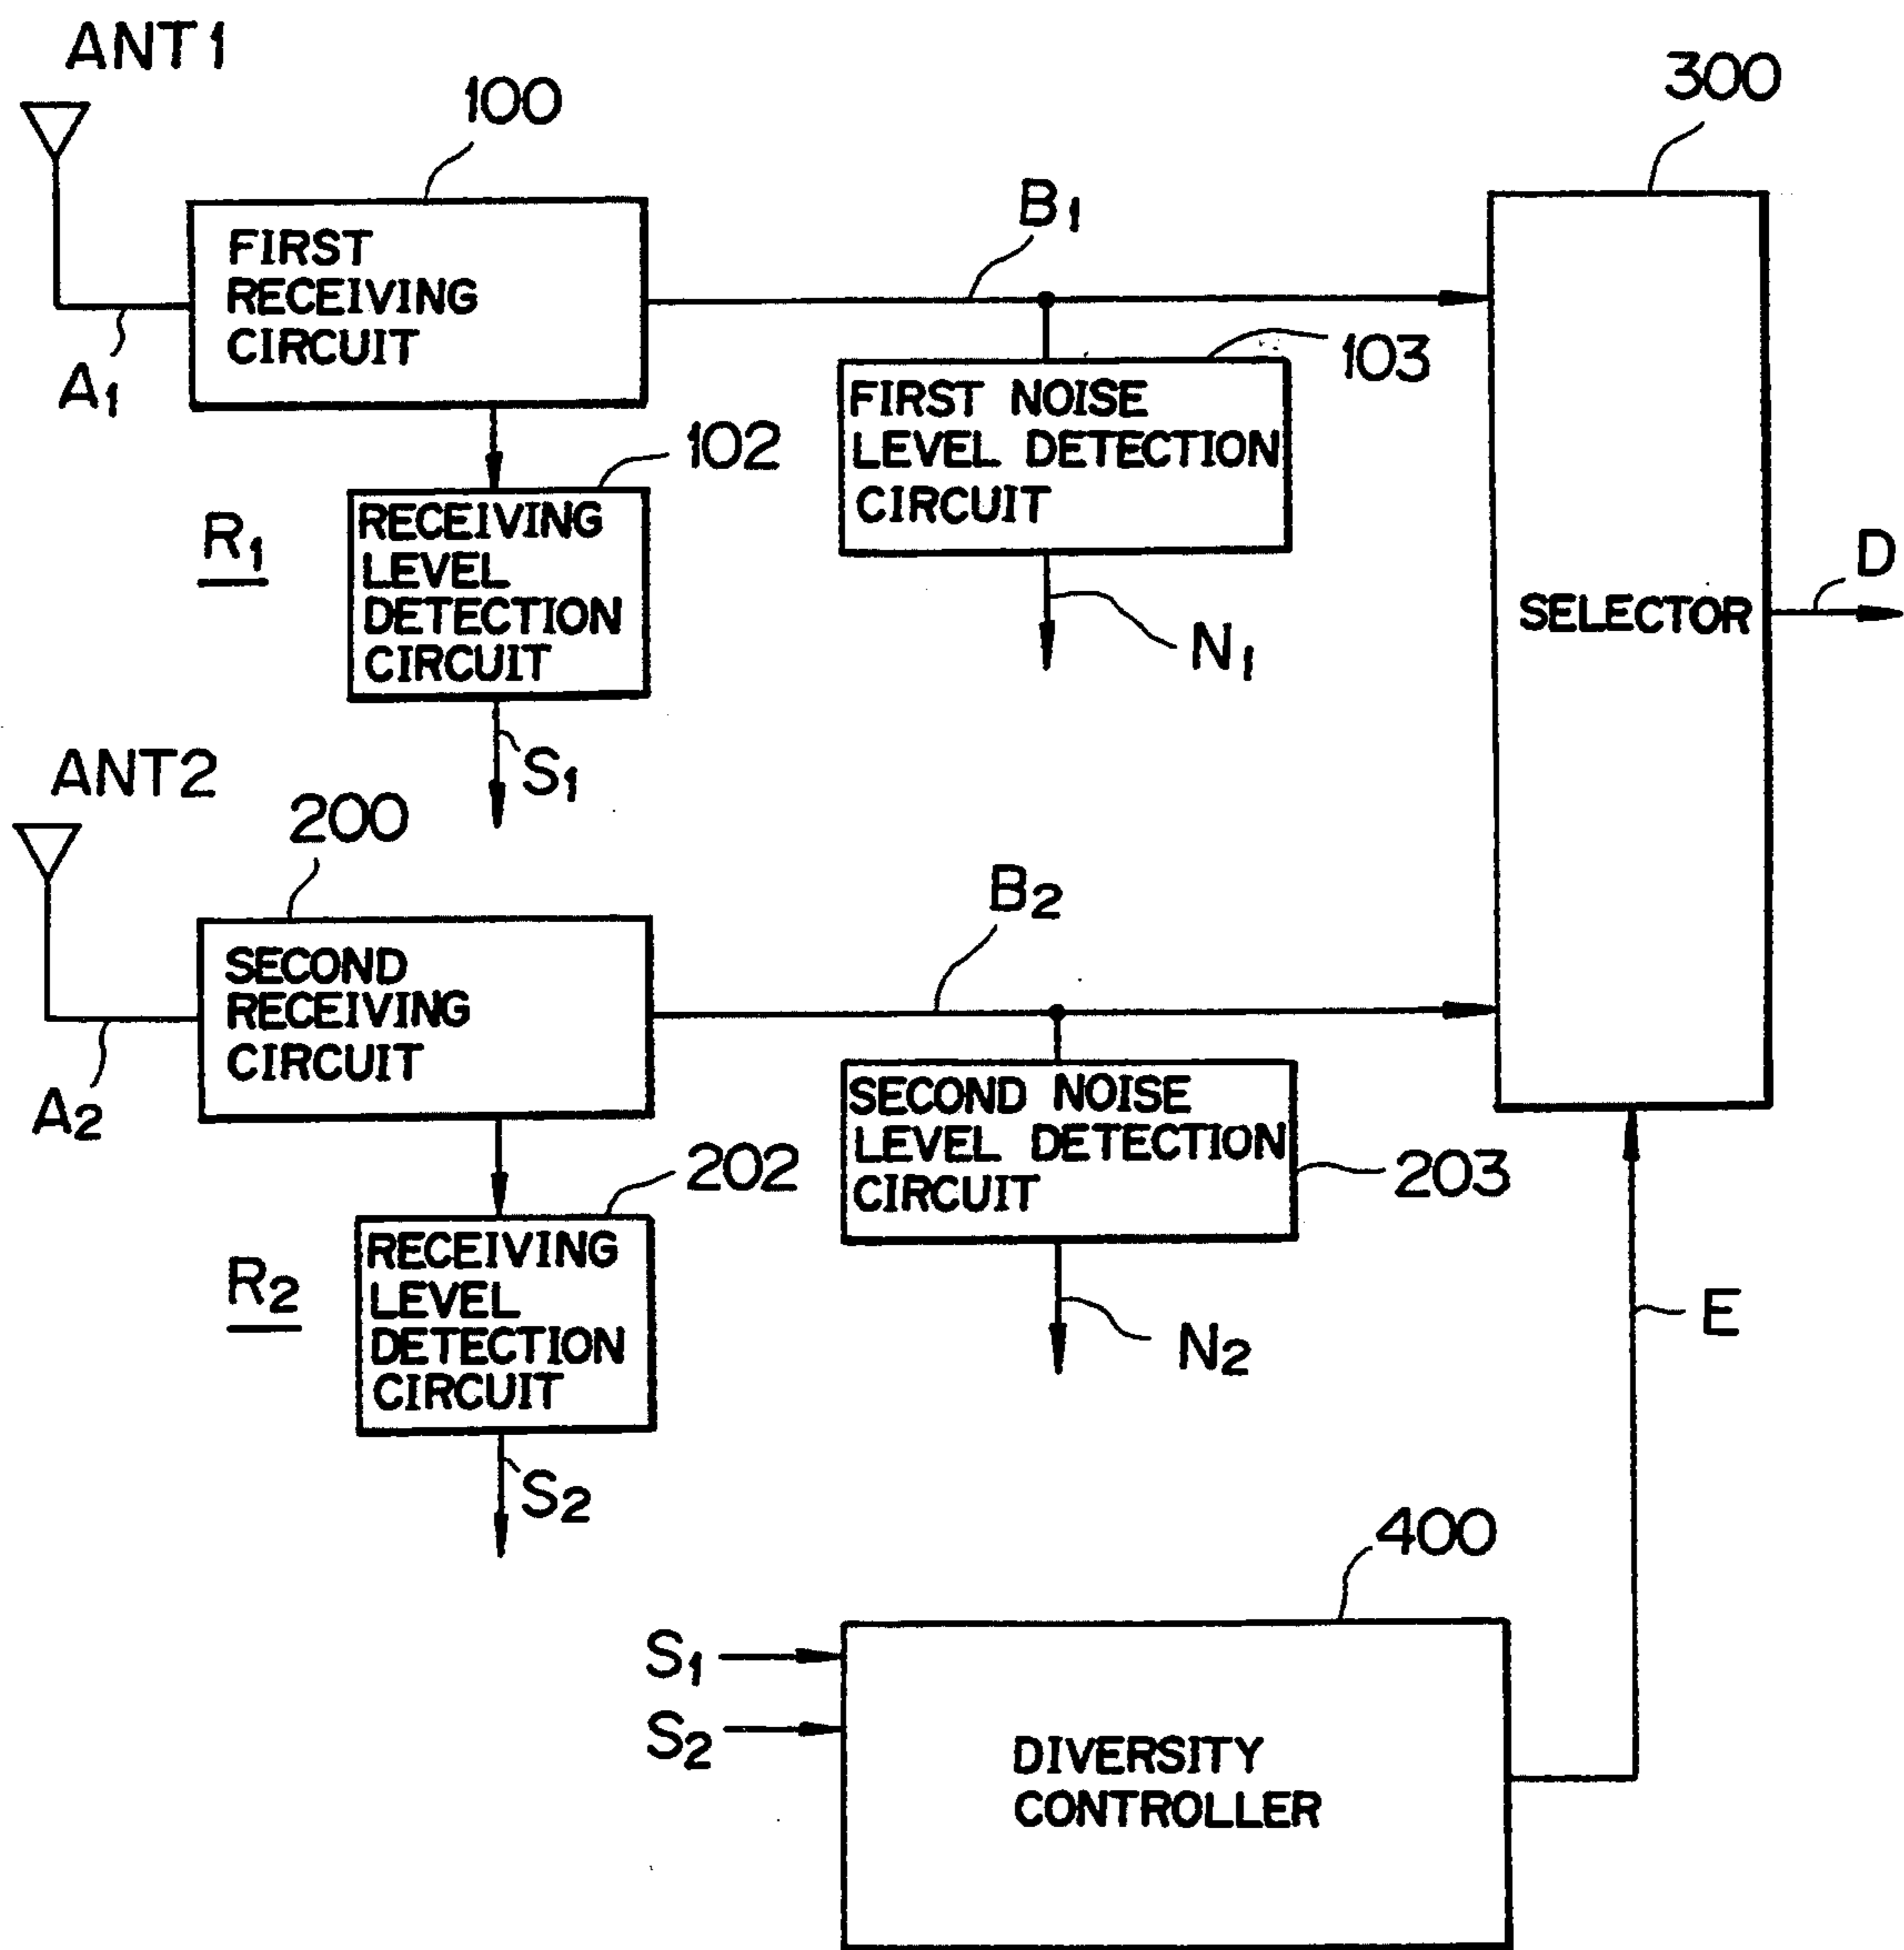 ANT1
100
300
B1
FIRST
RECEIVING
CIRCUIT
A1
103
FIRST NOISE
LEVEL DETECTION
CIRCUIT
102
R1
RECEIVING
LEVEL
DETECTION
CIRCUIT
SELECTOR
D
N1
S1
ANT2
200
B2
SECOND
RECEIVING
CIRCUIT
A2
SECOND NOISE
LEVEL DETECTION
CIRCUIT
203
202
R2
RECEIVING
LEVEL
DETECTION
CIRCUIT
E
N2
S2
400
S1
S2
DIVERSITY
CONTROLLER